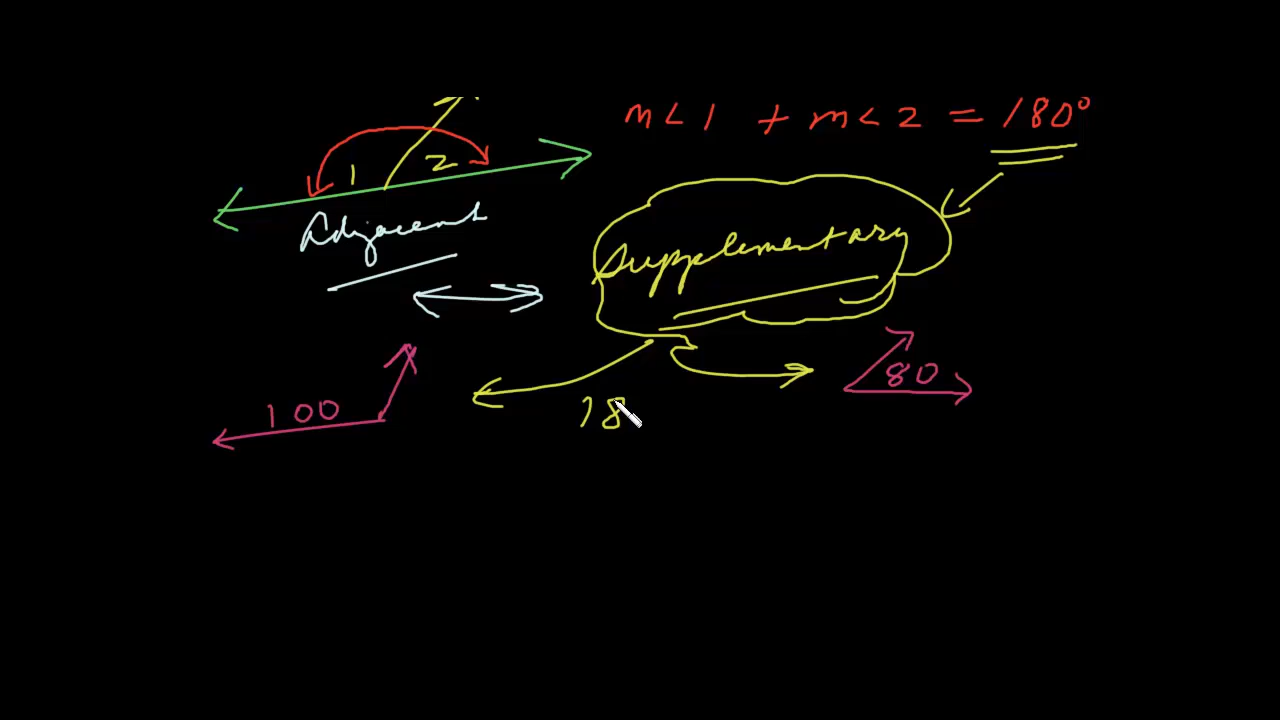 m<1 + m<2 = 180°
1 2
Adjacent
Supplementary
100
80
18